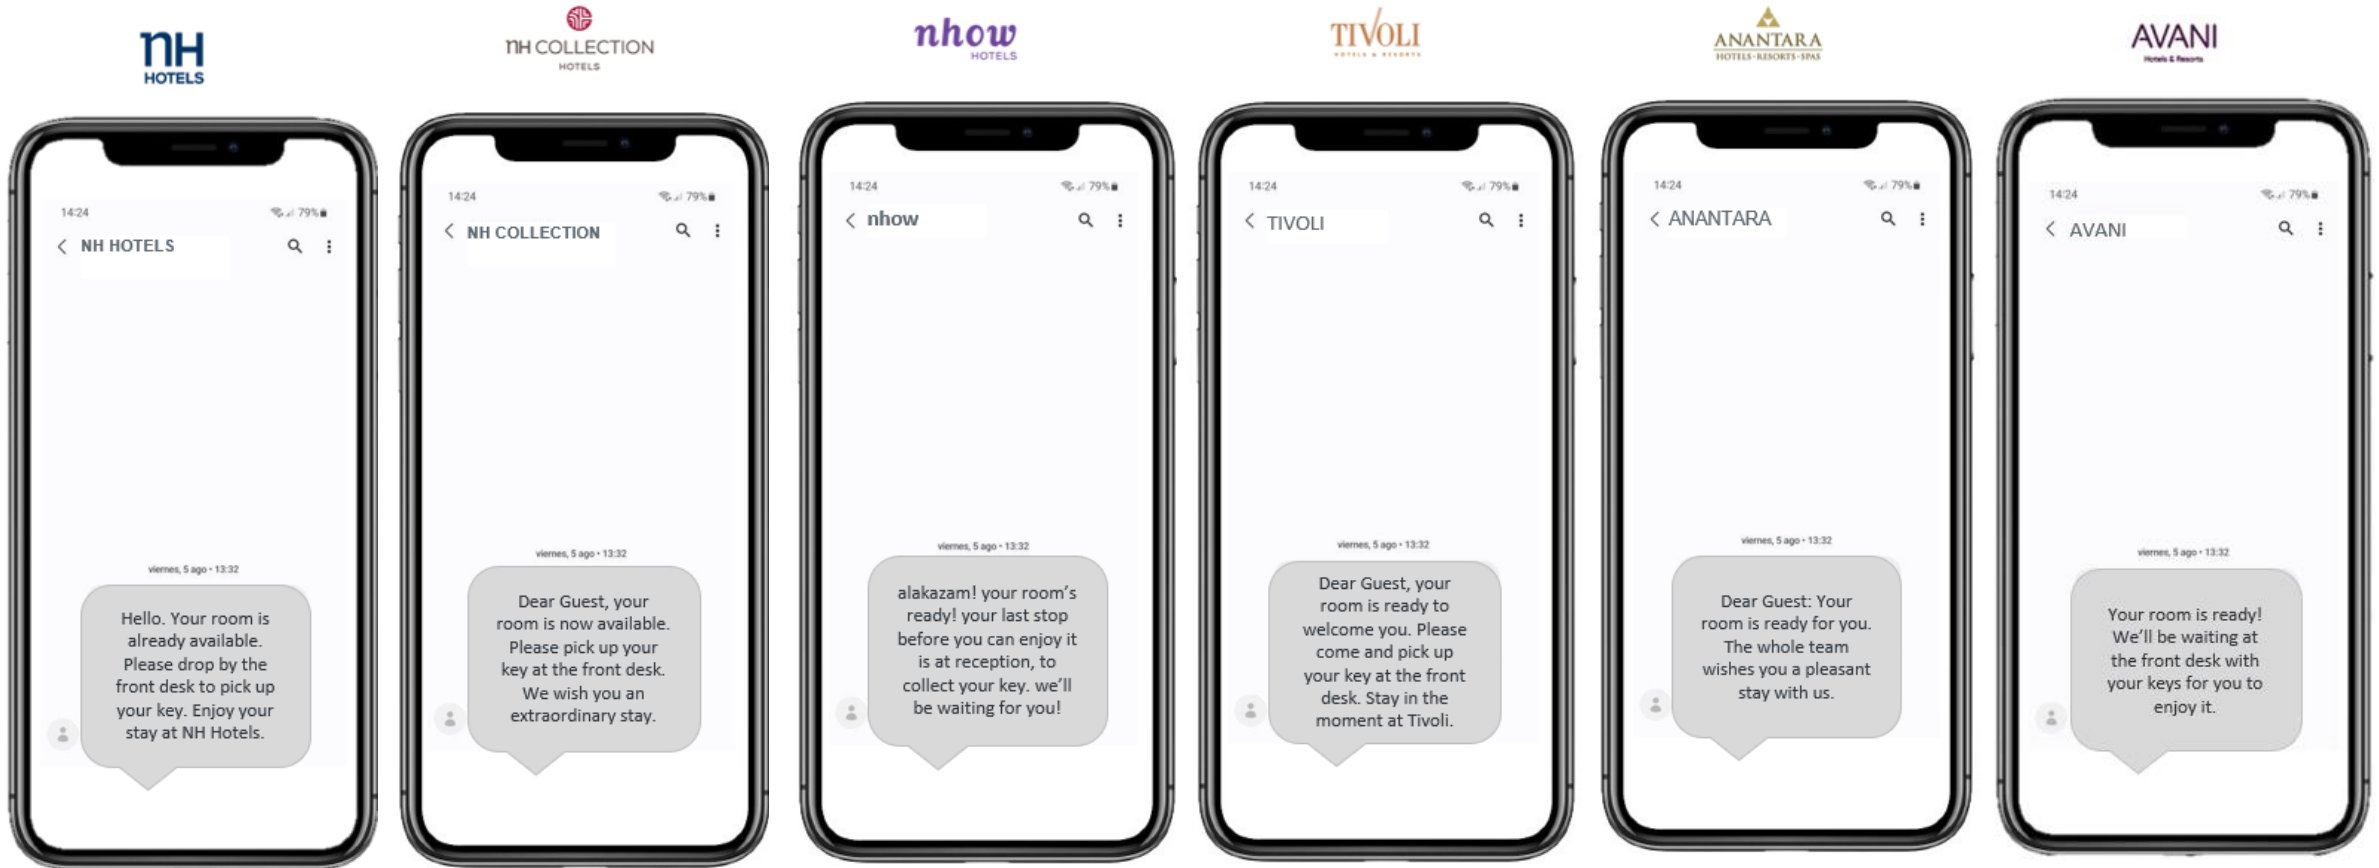 nH
HOTELS
nH COLLECTION
HOTELS
nhow
HOTELS
TIVOLI
HOTELS & RESORTS
ANANTARA
HOTELS·RESORTS·SPAS
AVANI
Hotels & Resorts
14:24
79%
NH HOTELS
viernes, 5 ago • 13:32
Hello. Your room is
already available.
Please drop by the
front desk to pick up
your key. Enjoy your
stay at NH Hotels.
14:24
79%
NH COLLECTION
viernes, 5 ago • 13:32
Dear Guest, your
room is now available.
Please pick up your
key at the front desk.
We wish you an
extraordinary stay.
14:24
79%
nhow
viernes, 5 ago • 13:32
alakazam! your room’s
ready! your last stop
before you can enjoy it
is at reception, to
collect your key. we’ll
be waiting for you!
14:24
79%
TIVOLI
viernes, 5 ago • 13:32
Dear Guest, your
room is ready to
welcome you. Please
come and pick up
your key at the front
desk. Stay in the
moment at Tivoli.
14:24
79%
ANANTARA
viernes, 5 ago • 13:32
Dear Guest: Your
room is ready for you.
The whole team
wishes you a pleasant
stay with us.
14:24
79%
AVANI
viernes, 5 ago • 13:32
Your room is ready!
We’ll be waiting at
the front desk with
your keys for you to
enjoy it.